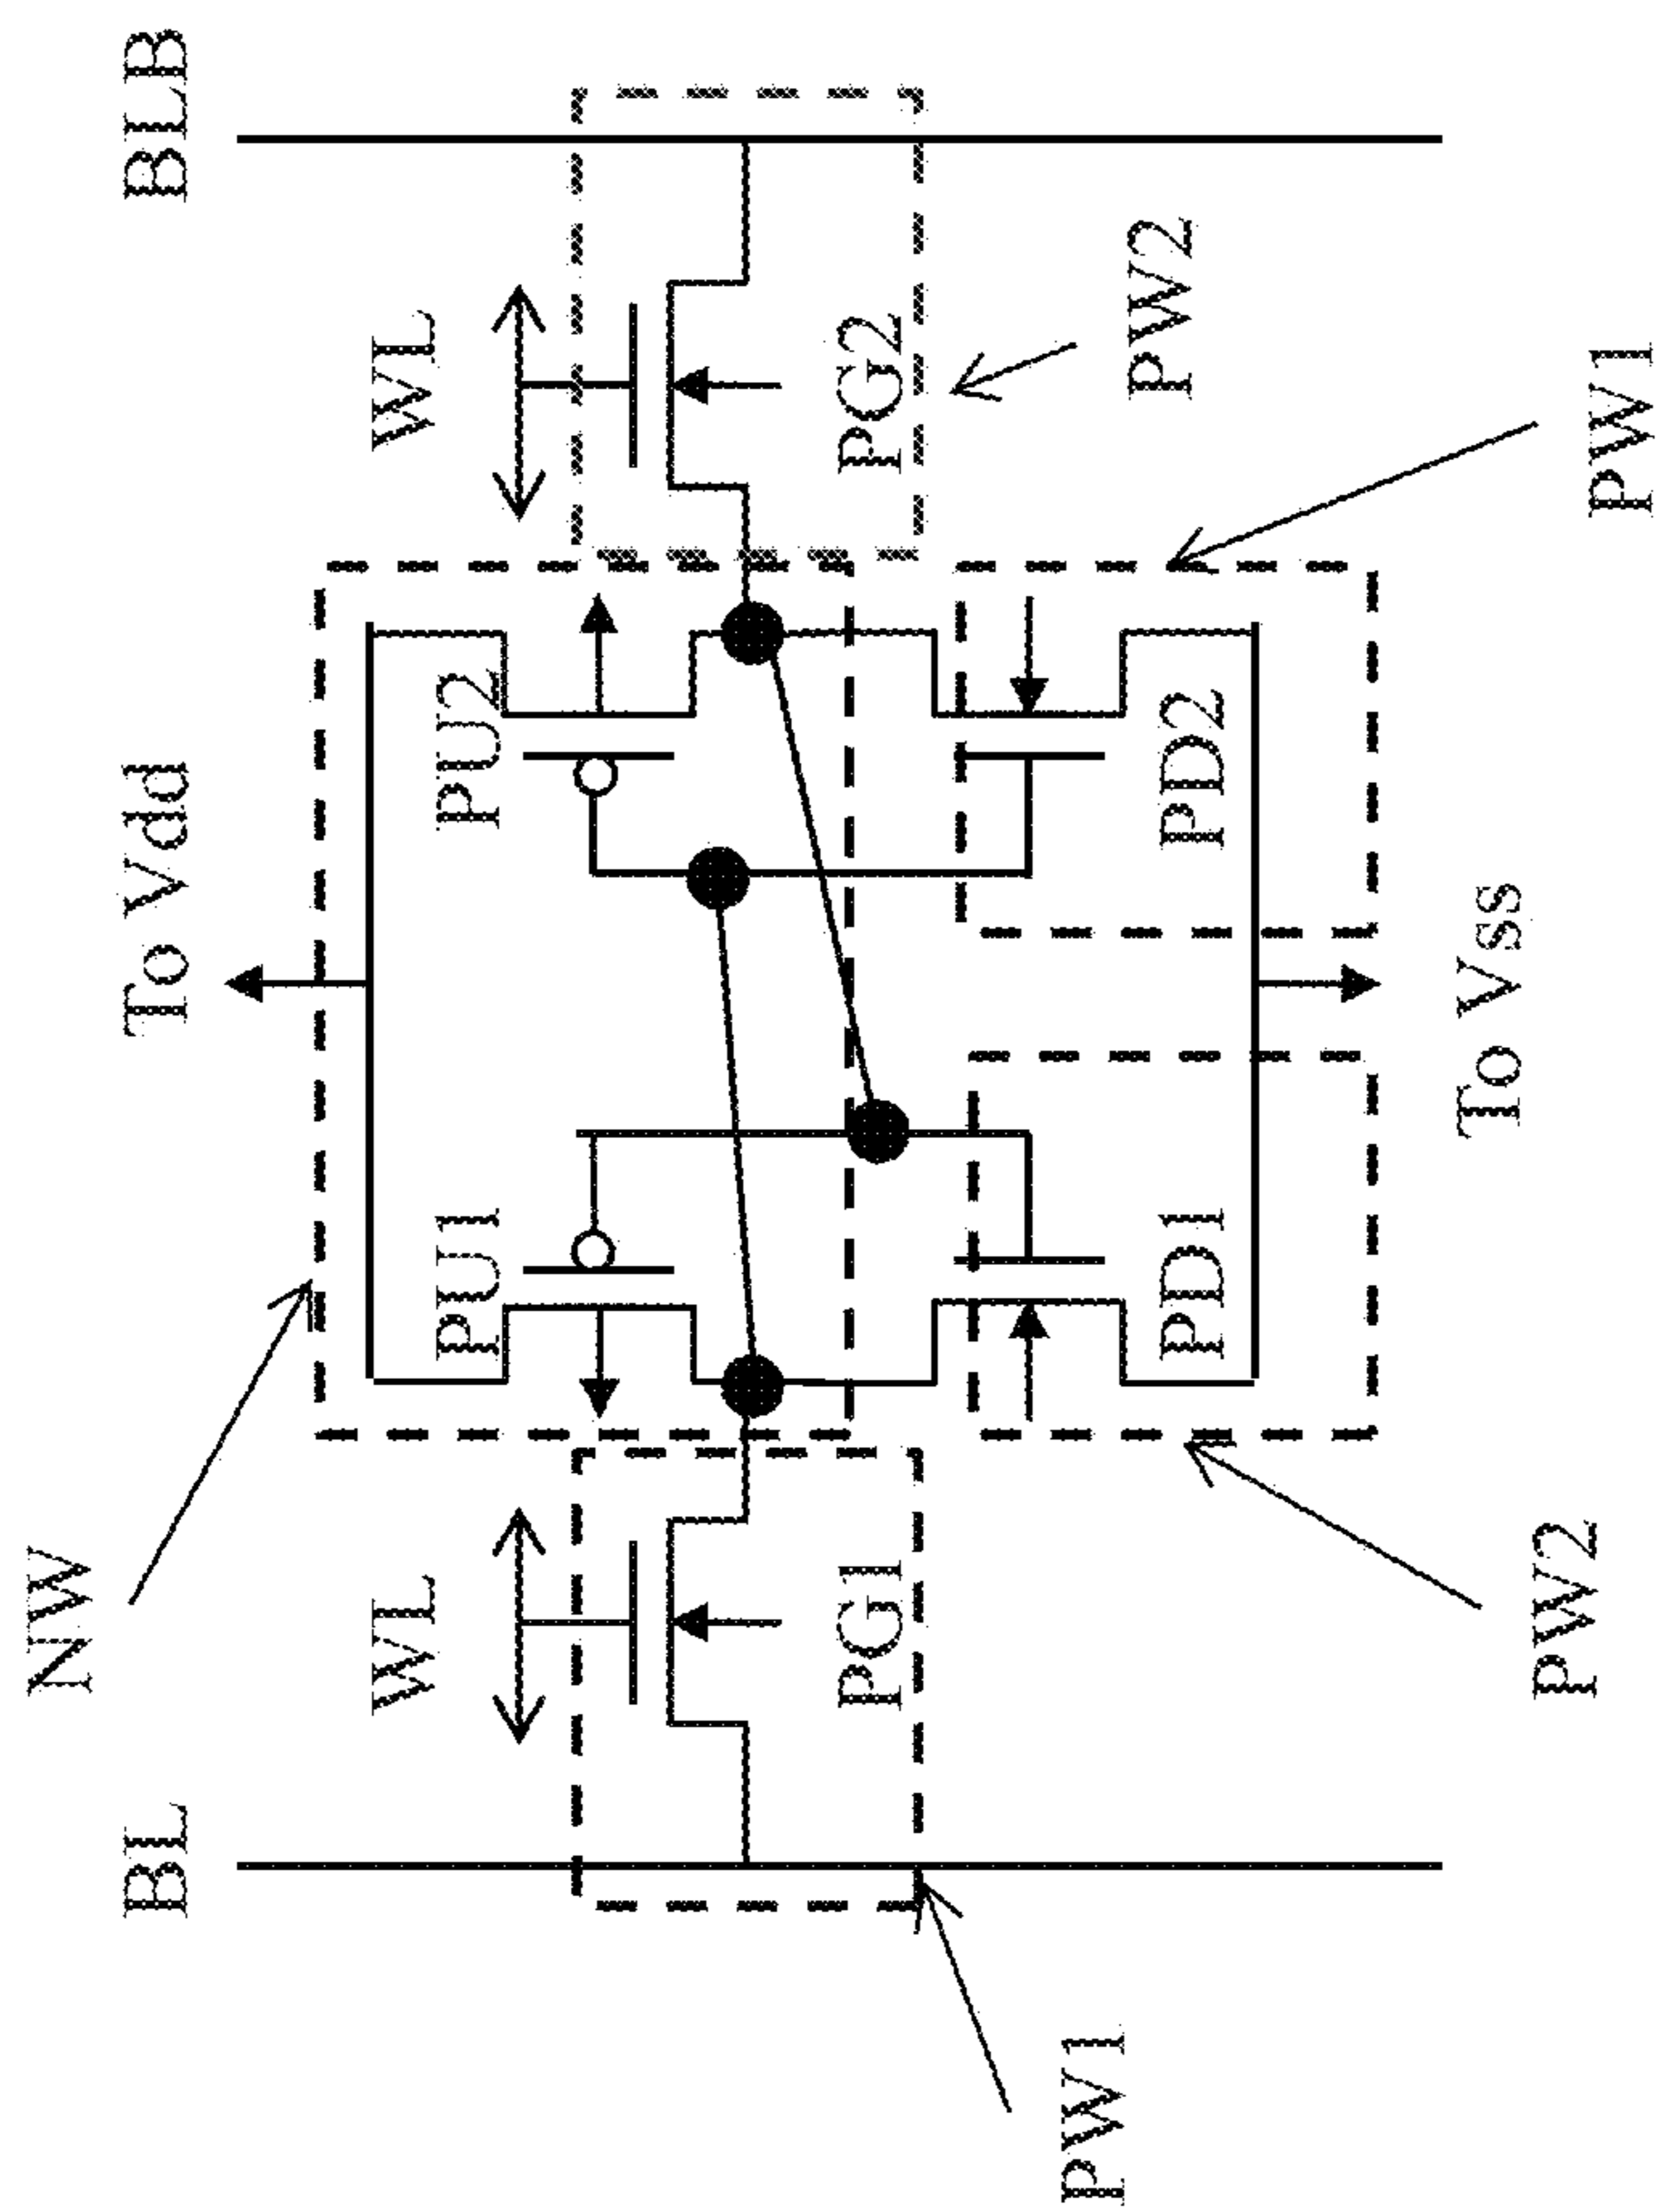 BL
To Vdd
BLB
NW
WL
WL
PU1
PU2
PG1
PG2
PD1
PD2
PW1
PW2
PW2
To Vss
PW1